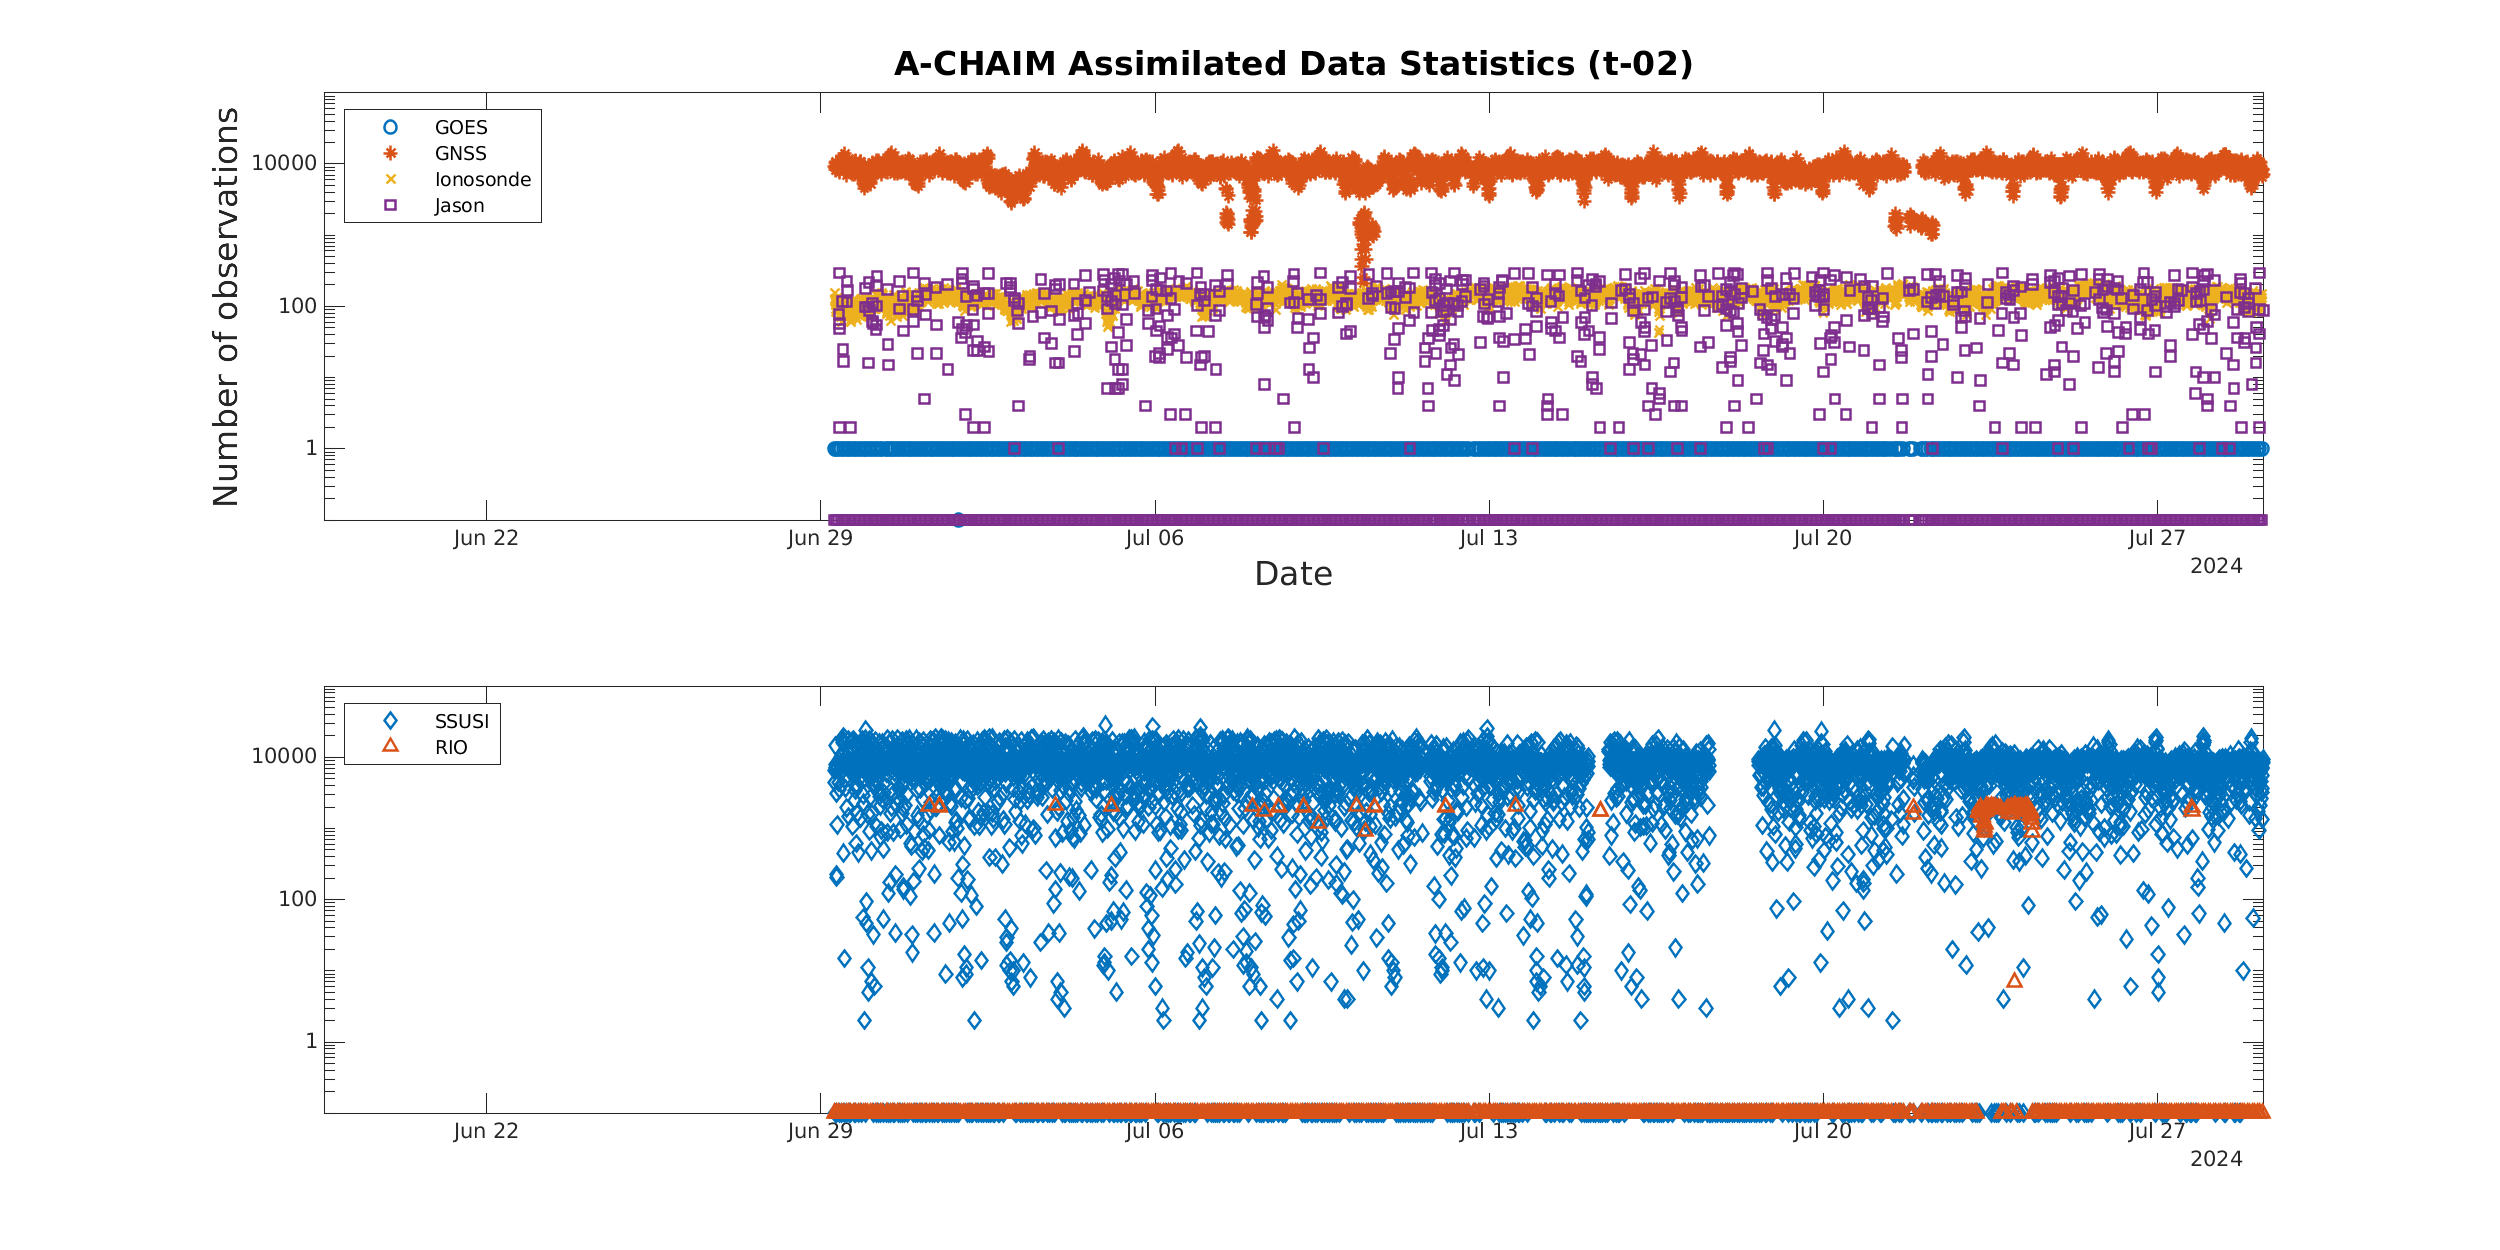 A-CHAIM Assimilated Data Statistics (t-02)
Number of observations
10000
100
1
GOES
GNSS
Ionosonde
Jason
Jun 22
Jun 29
Jul 06
Jul 13
Jul 20
Jul 27
2024
Date
10000
100
1
SSUSI
RIO
Jun 22
Jun 29
Jul 06
Jul 13
Jul 20
Jul 27
2024